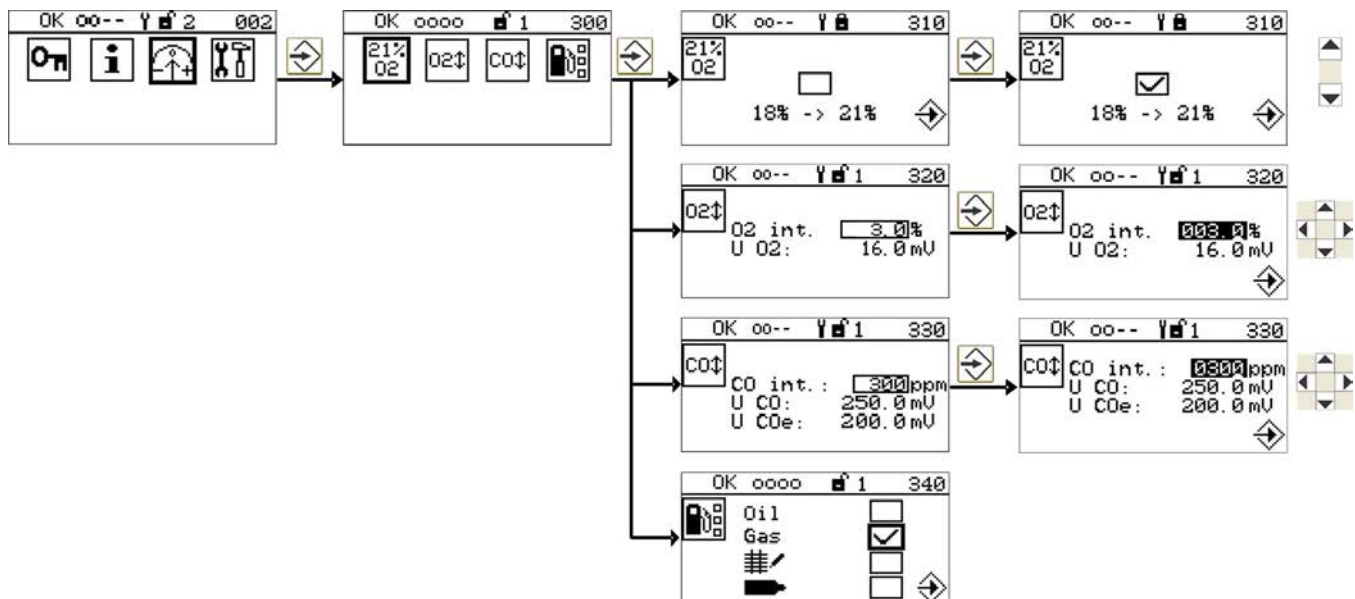 OK oo-- 2 002
i
OK oooo 1 300
21% O2
O2↕
CO↕
OK oo-- 310
21% O2
18% -> 21%
OK oo-- 310
21% O2
18% -> 21%
OK oo-- 1 320
O2↕
O2 int. 3.0%
U O2: 16.0mV
OK oo-- 1 320
O2↕
O2 int. 003.0%
U O2: 16.0mV
OK oo-- 1 330
CO↕
CO int.: 300ppm
U CO: 250.0mV
U COe: 200.0mV
OK oo-- 1 330
CO↕
CO int.: 0300ppm
U CO: 250.0mV
U COe: 200.0mV
OK oooo 1 340
Oil
Gas